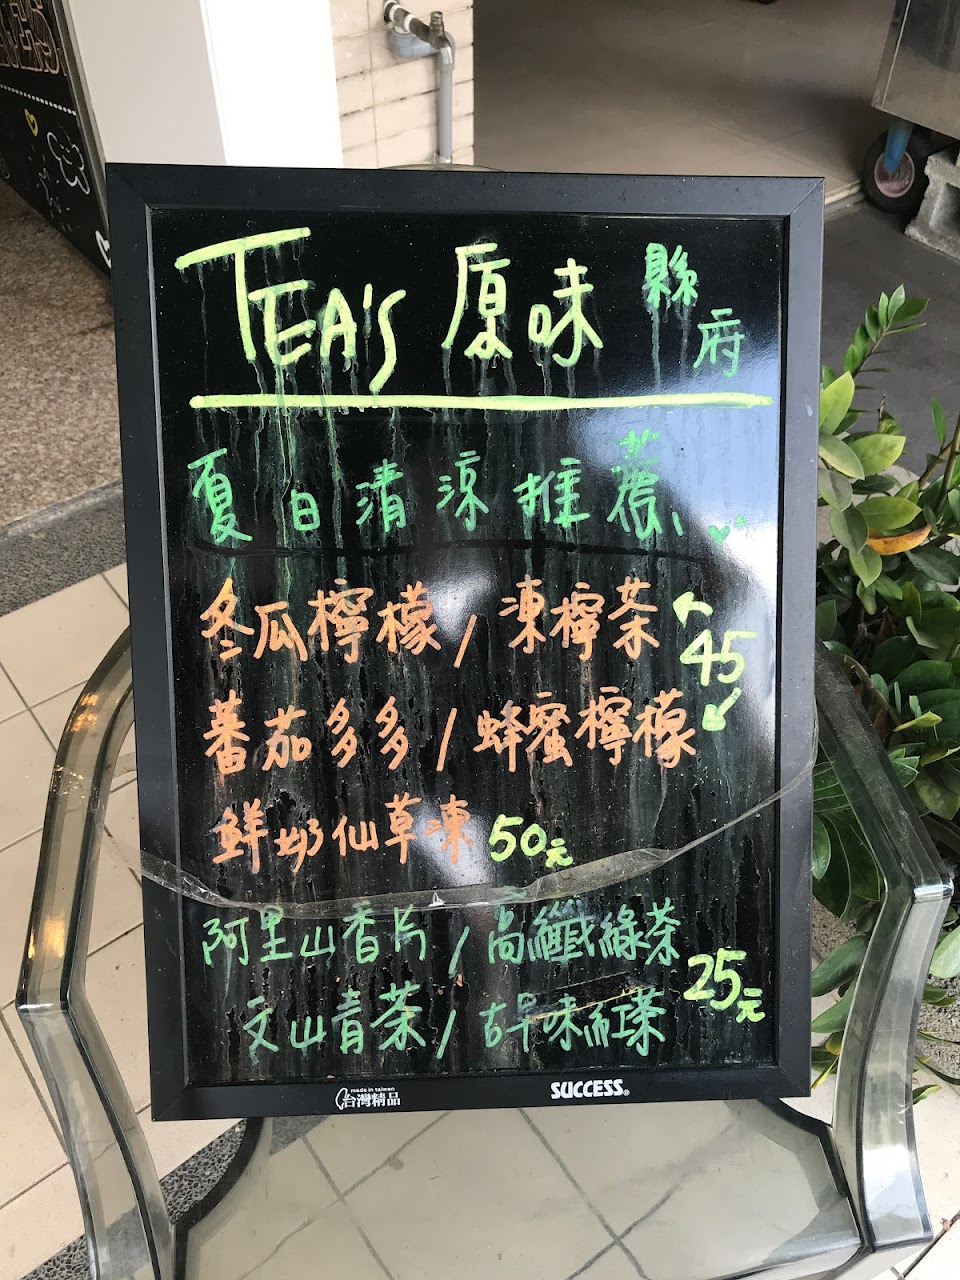 TEA'S 原味 縣府
夏日清涼推薦
冬瓜檸檬/凍檸茶
45
蕃茄多多/蜂蜜檸檬
鮮奶仙草凍 50元
阿里山香片/高纖綠茶
25元
文山青茶/古早味紅茶
made in taiwan
台灣精品
SUCCESS®